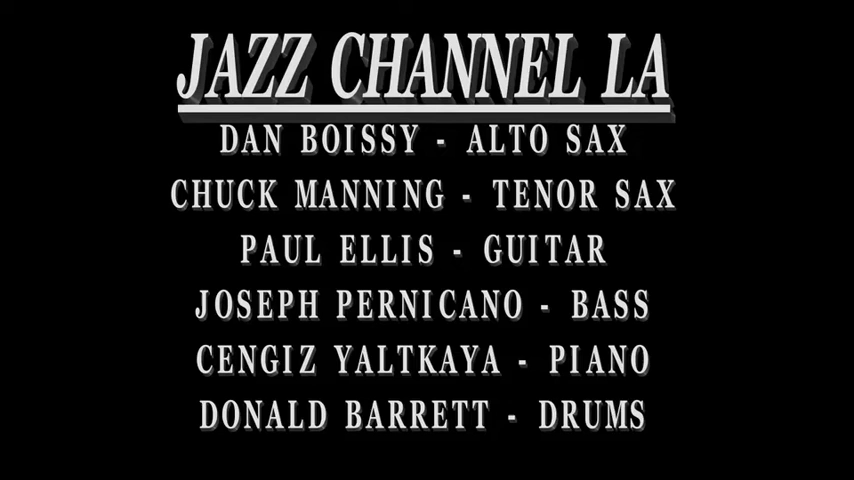 JAZZ CHANNEL LA
DAN BOISSY - ALTO SAX
CHUCK MANNING - TENOR SAX
PAUL ELLIS - GUITAR
JOSEPH PERNICANO - BASS
CENGIZ YALTKAYA - PIANO
DONALD BARRETT - DRUMS